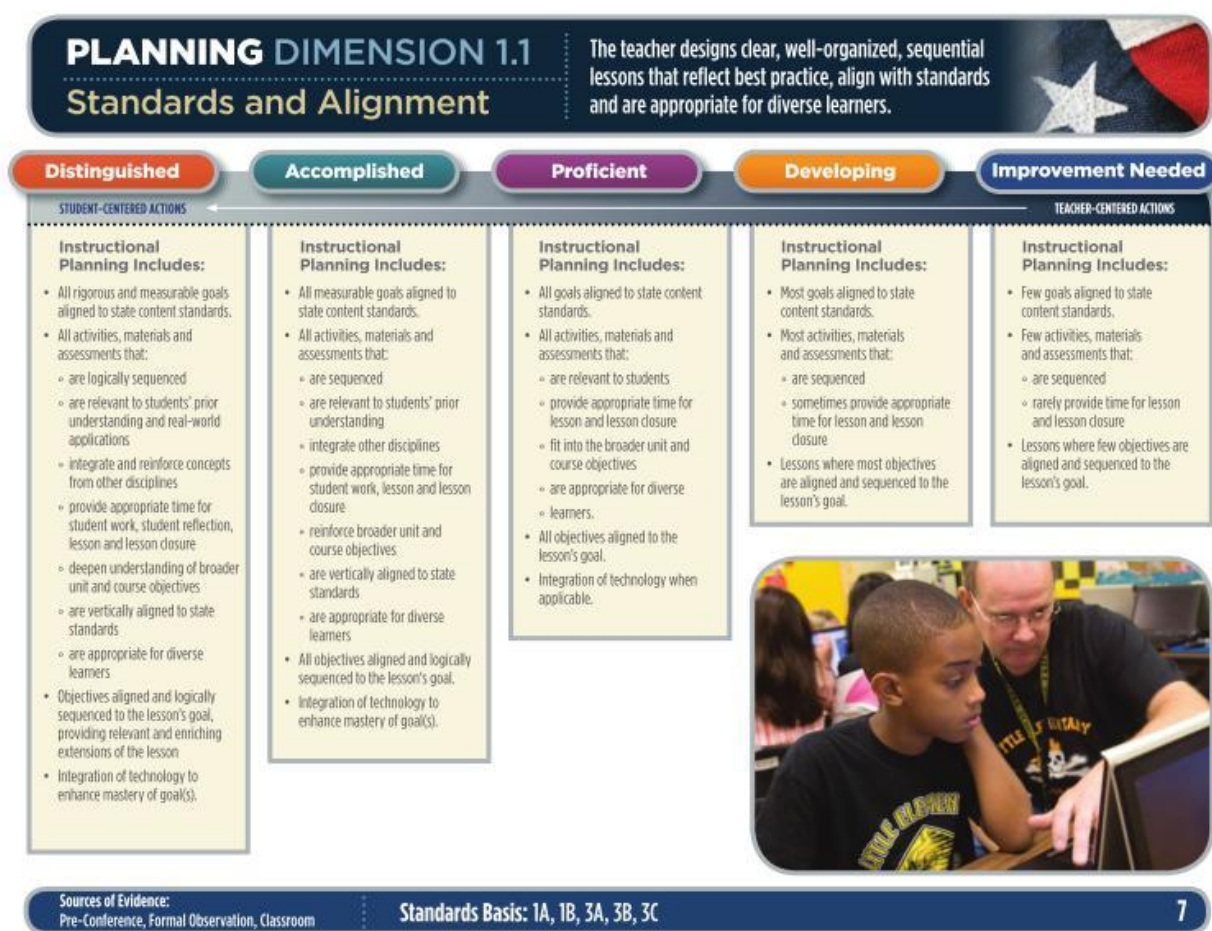 PLANNING DIMENSION 1.1
Standards and Alignment
The teacher designs clear, well-organized, sequential
lessons that reflect best practice, align with standards
and are appropriate for diverse learners.
Distinguished
Accomplished
Proficient
Developing
Improvement Needed
STUDENT-CENTERED ACTIONS
TEACHER-CENTERED ACTIONS
Instructional
Planning Includes:
• All rigorous and measurable goals
aligned to state content standards.
• All activities, materials and
assessments that:
◦ are logically sequenced
◦ are relevant to students' prior
understanding and real-world
applications
◦ integrate and reinforce concepts
from other disciplines
◦ provide appropriate time for
student work, student reflection,
lesson and lesson closure
◦ deepen understanding of broader
unit and course objectives
◦ are vertically aligned to state
standards
◦ are appropriate for diverse
learners
• Objectives aligned and logically
sequenced to the lesson's goal,
providing relevant and enriching
extensions of the lesson
• Integration of technology to
enhance mastery of goal(s).
Instructional
Planning Includes:
• All measurable goals aligned to
state content standards.
• All activities, materials and
assessments that:
◦ are sequenced
◦ are relevant to students' prior
understanding
◦ integrate other disciplines
◦ provide appropriate time for
student work, lesson and lesson
closure
◦ reinforce broader unit and
course objectives
◦ are vertically aligned to state
standards
◦ are appropriate for diverse
learners
• All objectives aligned and logically
sequenced to the lesson's goal.
• Integration of technology to
enhance mastery of goal(s).
Instructional
Planning Includes:
• All goals aligned to state content
standards.
• All activities, materials and
assessments that:
◦ are relevant to students
◦ provide appropriate time for
lesson and lesson closure
◦ fit into the broader unit and
course objectives
◦ are appropriate for diverse
◦ learners.
• All objectives aligned to the
lesson's goal.
• Integration of technology when
applicable.
Instructional
Planning Includes:
• Most goals aligned to state
content standards.
• Most activities, materials
and assessments that:
◦ are sequenced
◦ sometimes provide appropriate
time for lesson and lesson
closure
• Lessons where most objectives
are aligned and sequenced to the
lesson's goal.
Instructional
Planning Includes:
• Few goals aligned to state
content standards.
• Few activities, materials
and assessments that:
◦ are sequenced
◦ rarely provide time for lesson
and lesson closure
• Lessons where few objectives are
aligned and sequenced to the
lesson's goal.
Sources of Evidence:
Pre-Conference, Formal Observation, Classroom
Standards Basis: 1A, 1B, 3A, 3B, 3C
7